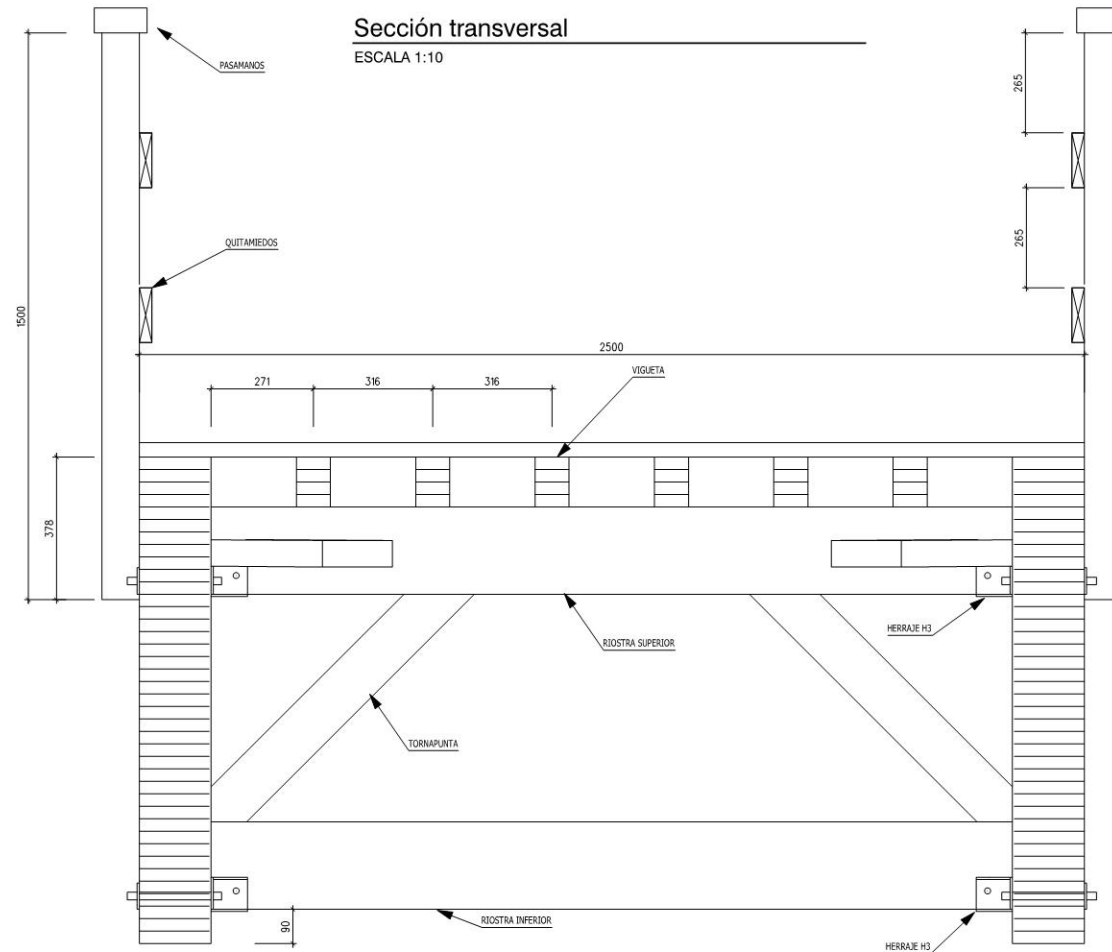 Sección transversal
ESCALA 1:10
PASAMANOS
265
QUITAMIEDOS
265
1500
2500
271
316
316
VIGUETA
378
RIOSTRA SUPERIOR
HERRAJE H3
TORNAPUNTA
RIOSTRA INFERIOR
90
HERRAJE H3